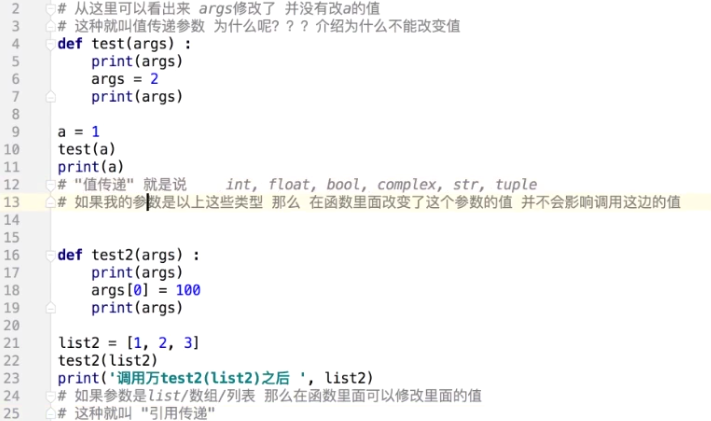 2 # 从这里可以看出来 args修改了 并没有改a的值
3 # 这种就叫值传递参数 为什么呢？？？介绍为什么不能改变值
4 def test(args) :
5     print(args)
6     args = 2
7     print(args)
8
9 a = 1
10 test(a)
11 print(a)
12 # "值传递" 就是说     int, float, bool, complex, str, tuple
13 # 如果我的参数是以上这些类型 那么 在函数里面改变了这个参数的值 并不会影响调用这边的值
14
15
16 def test2(args) :
17     print(args)
18     args[0] = 100
19     print(args)
20
21 list2 = [1, 2, 3]
22 test2(list2)
23 print('调用万test2(list2)之后 ', list2)
24 # 如果参数是list/数组/列表 那么在函数里面可以修改里面的值
25 # 这种就叫 "引用传递"